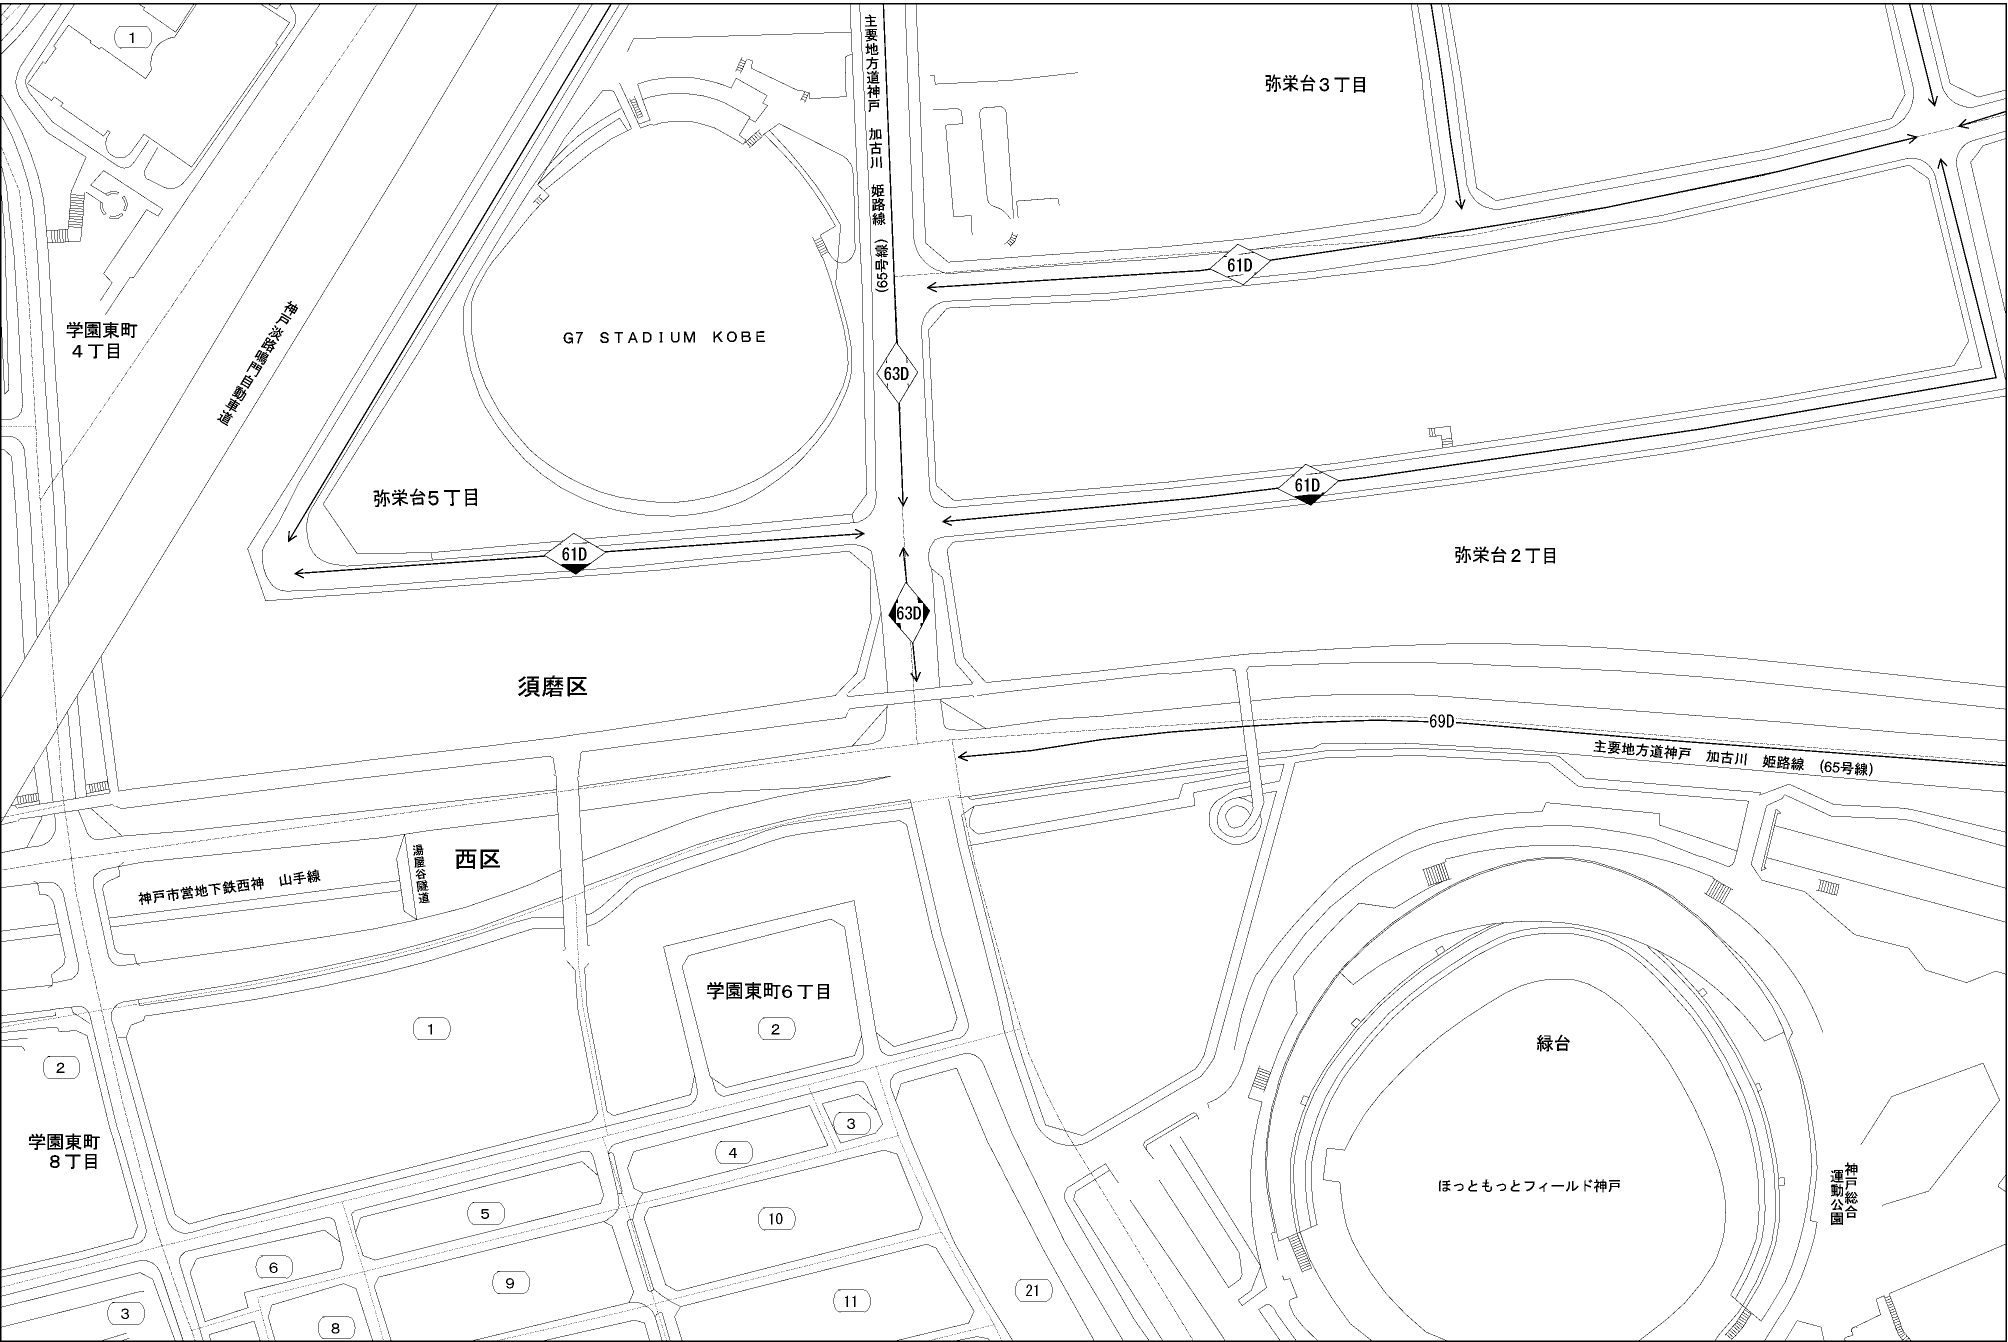 1
主要地方道神戸　加古川　姫路線　(65号線)
弥栄台3丁目
61D
学園東町
4丁目
神戸淡路鳴門自動車道
G7 STADIUM KOBE
63D
弥栄台5丁目
61D
61D
弥栄台2丁目
63D
須磨区
69D
主要地方道神戸　加古川　姫路線　(65号線)
湯屋谷隧道
西区
神戸市営地下鉄西神　山手線
学園東町6丁目
2
1
緑台
2
学園東町
8丁目
3
4
ほっともっとフィールド神戸
神戸総合
運動公園
5
10
6
9
21
11
3
8